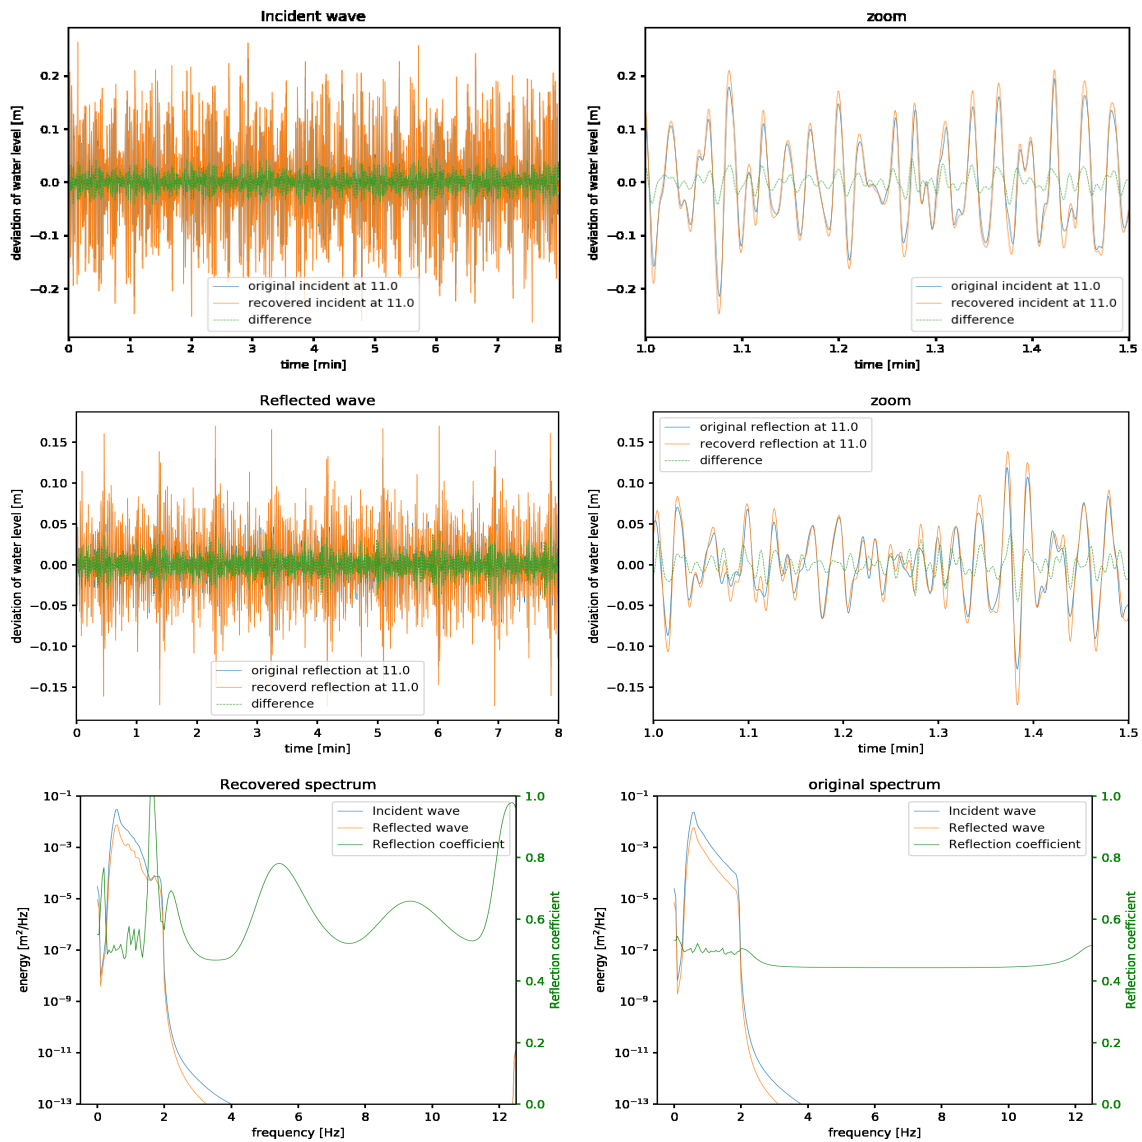 Incident wave
deviation of water level [m]
0.2
0.1
0.0
−0.1
−0.2
original incident at 11.0
recovered incident at 11.0
difference
0 1 2 3 4 5 6 7 8
time [min]
zoom
deviation of water level [m]
0.2
0.1
0.0
−0.1
−0.2
original incident at 11.0
recovered incident at 11.0
difference
1.0 1.1 1.2 1.3 1.4 1.5
time [min]
Reflected wave
deviation of water level [m]
0.15
0.10
0.05
0.00
−0.05
−0.10
−0.15
original reflection at 11.0
recoverd reflection at 11.0
difference
0 1 2 3 4 5 6 7 8
time [min]
zoom
deviation of water level [m]
0.15
0.10
0.05
0.00
−0.05
−0.10
−0.15
original reflection at 11.0
recoverd reflection at 11.0
difference
1.0 1.1 1.2 1.3 1.4 1.5
time [min]
Recovered spectrum
energy [m²/Hz]
10⁻¹
10⁻³
10⁻⁵
10⁻⁷
10⁻⁹
10⁻¹¹
10⁻¹³
Incident wave
Reflected wave
Reflection coefficient
1.0
0.8
0.6
0.4
0.2
0.0
Reflection coefficient
0 2 4 6 8 10 12
frequency [Hz]
original spectrum
energy [m²/Hz]
10⁻¹
10⁻³
10⁻⁵
10⁻⁷
10⁻⁹
10⁻¹¹
10⁻¹³
Incident wave
Reflected wave
Reflection coefficient
1.0
0.8
0.6
0.4
0.2
0.0
Reflection coefficient
0 2 4 6 8 10 12
frequency [Hz]